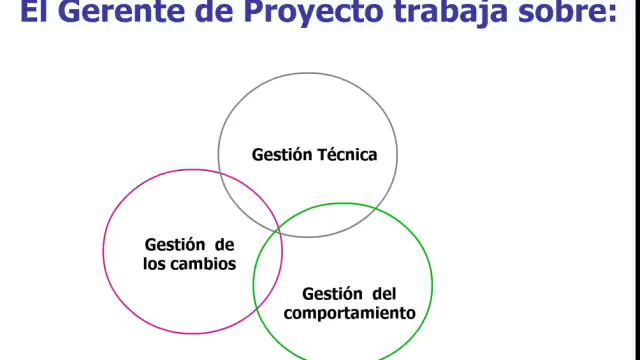 El Gerente de Proyecto trabaja sobre:
Gestión Técnica
Gestión de
los cambios
Gestión del
comportamiento